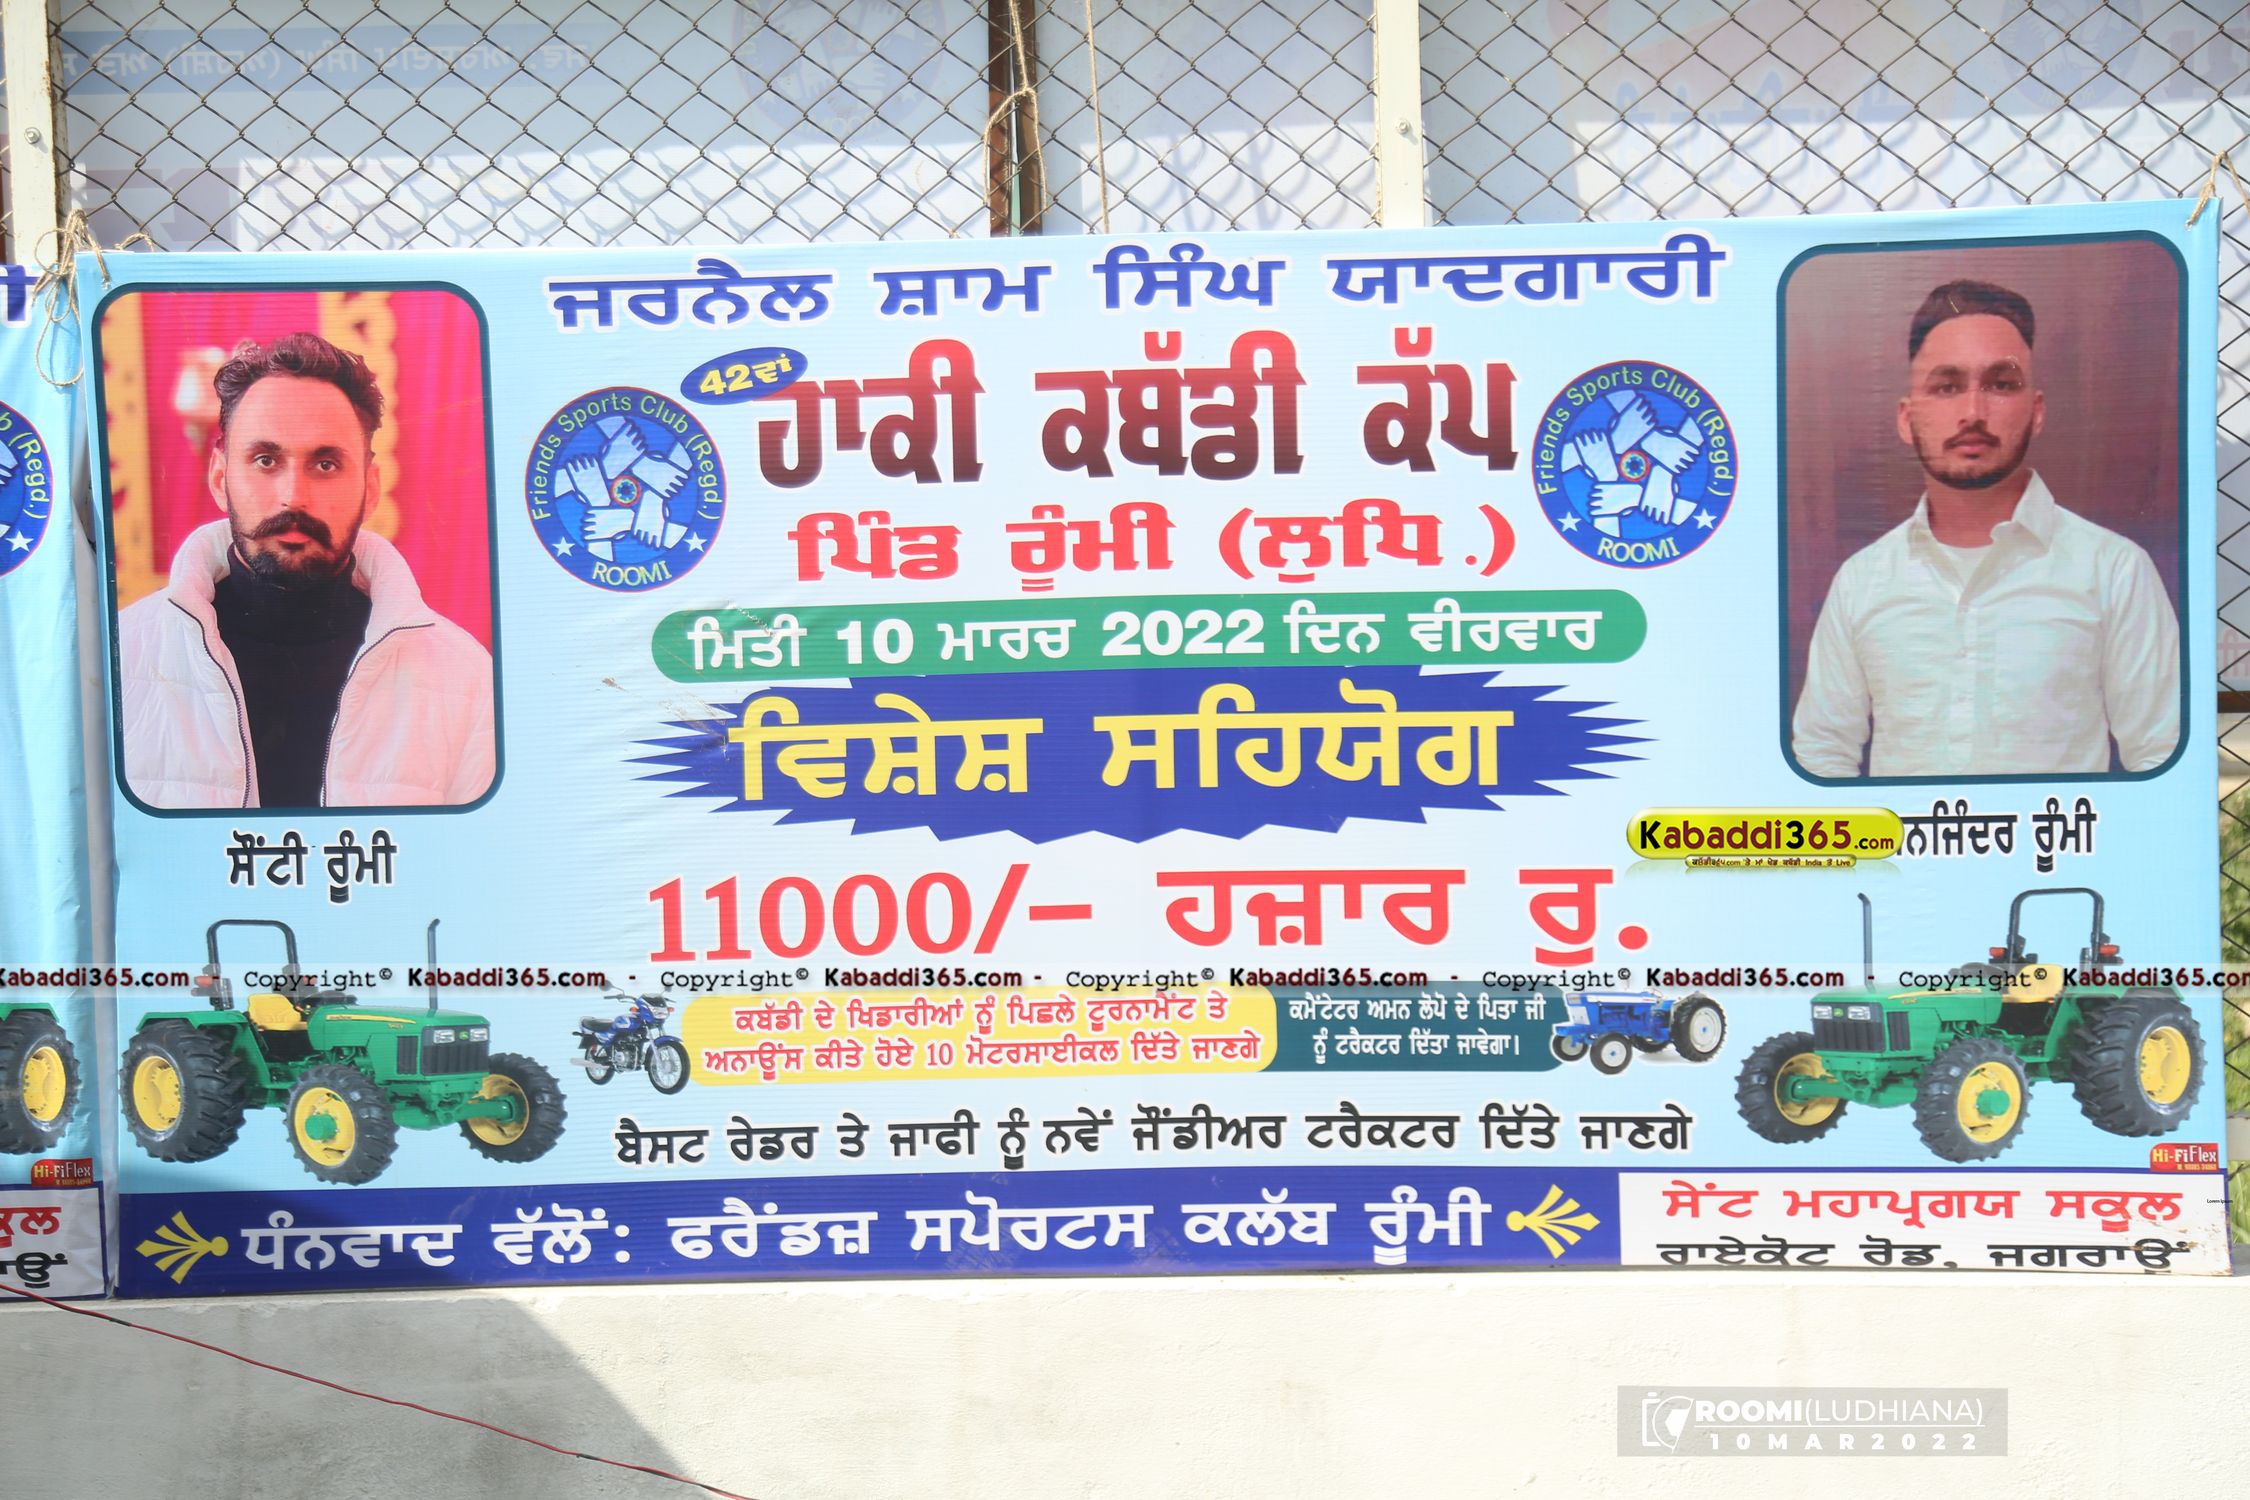 ਜਰਨੈਲ ਸ਼ਾਮ ਸਿੰਘ ਯਾਦਗਾਰੀ
42ਵਾਂ
ਹਾਕੀ ਕਬੱਡੀ ਕੱਪ
Friends Sports Club (Regd.)
ROOMI
Friends Sports Club (Regd.)
ROOMI
ਪਿੰਡ ਰੂੰਮੀ (ਲੁਧਿ.)
ਮਿਤੀ 10 ਮਾਰਚ 2022 ਦਿਨ ਵੀਰਵਾਰ
ਵਿਸ਼ੇਸ਼ ਸਹਿਯੋਗ
ਸੌਂਟੀ ਰੂੰਮੀ
Kabaddi365.com
ਨਜਿੰਦਰ ਰੂੰਮੀ
11000/- ਹਜ਼ਾਰ ਰੁ.
Kabaddi365.com - Copyright© Kabaddi365.com - Copyright© Kabaddi365.com - Copyright© Kabaddi365.com - Copyright© Kabaddi365.com - Copyright© Kabaddi365.com
ਕਬੱਡੀ ਦੇ ਖਿਡਾਰੀਆਂ ਨੂੰ ਪਿਛਲੇ ਟੂਰਨਾਮੈਂਟ ਤੇ
ਅਨਾਊਂਸ ਕੀਤੇ ਹੋਏ 10 ਮੋਟਰਸਾਈਕਲ ਦਿੱਤੇ ਜਾਣਗੇ
ਕਮੈਂਟੇਟਰ ਅਮਨ ਲੋਪੋ ਦੇ ਪਿਤਾ ਜੀ
ਨੂੰ ਟਰੈਕਟਰ ਦਿੱਤਾ ਜਾਵੇਗਾ।
ਬੈਸਟ ਰੇਡਰ ਤੇ ਜਾਫੀ ਨੂੰ ਨਵੇਂ ਜੌਂਡੀਅਰ ਟਰੈਕਟਰ ਦਿੱਤੇ ਜਾਣਗੇ
Hi-FiFlex
Hi-FiFlex
ਧੰਨਵਾਦ ਵੱਲੋਂ: ਫਰੈਂਡਜ਼ ਸਪੋਰਟਸ ਕਲੱਬ ਰੂੰਮੀ
ਸੇਂਟ ਮਹਾਪ੍ਰਗਯ ਸਕੂਲ
ਰਾਏਕੋਟ ਰੋਡ, ਜਗਰਾਉਂ
ROOMI(LUDHIANA)
10MAR2022